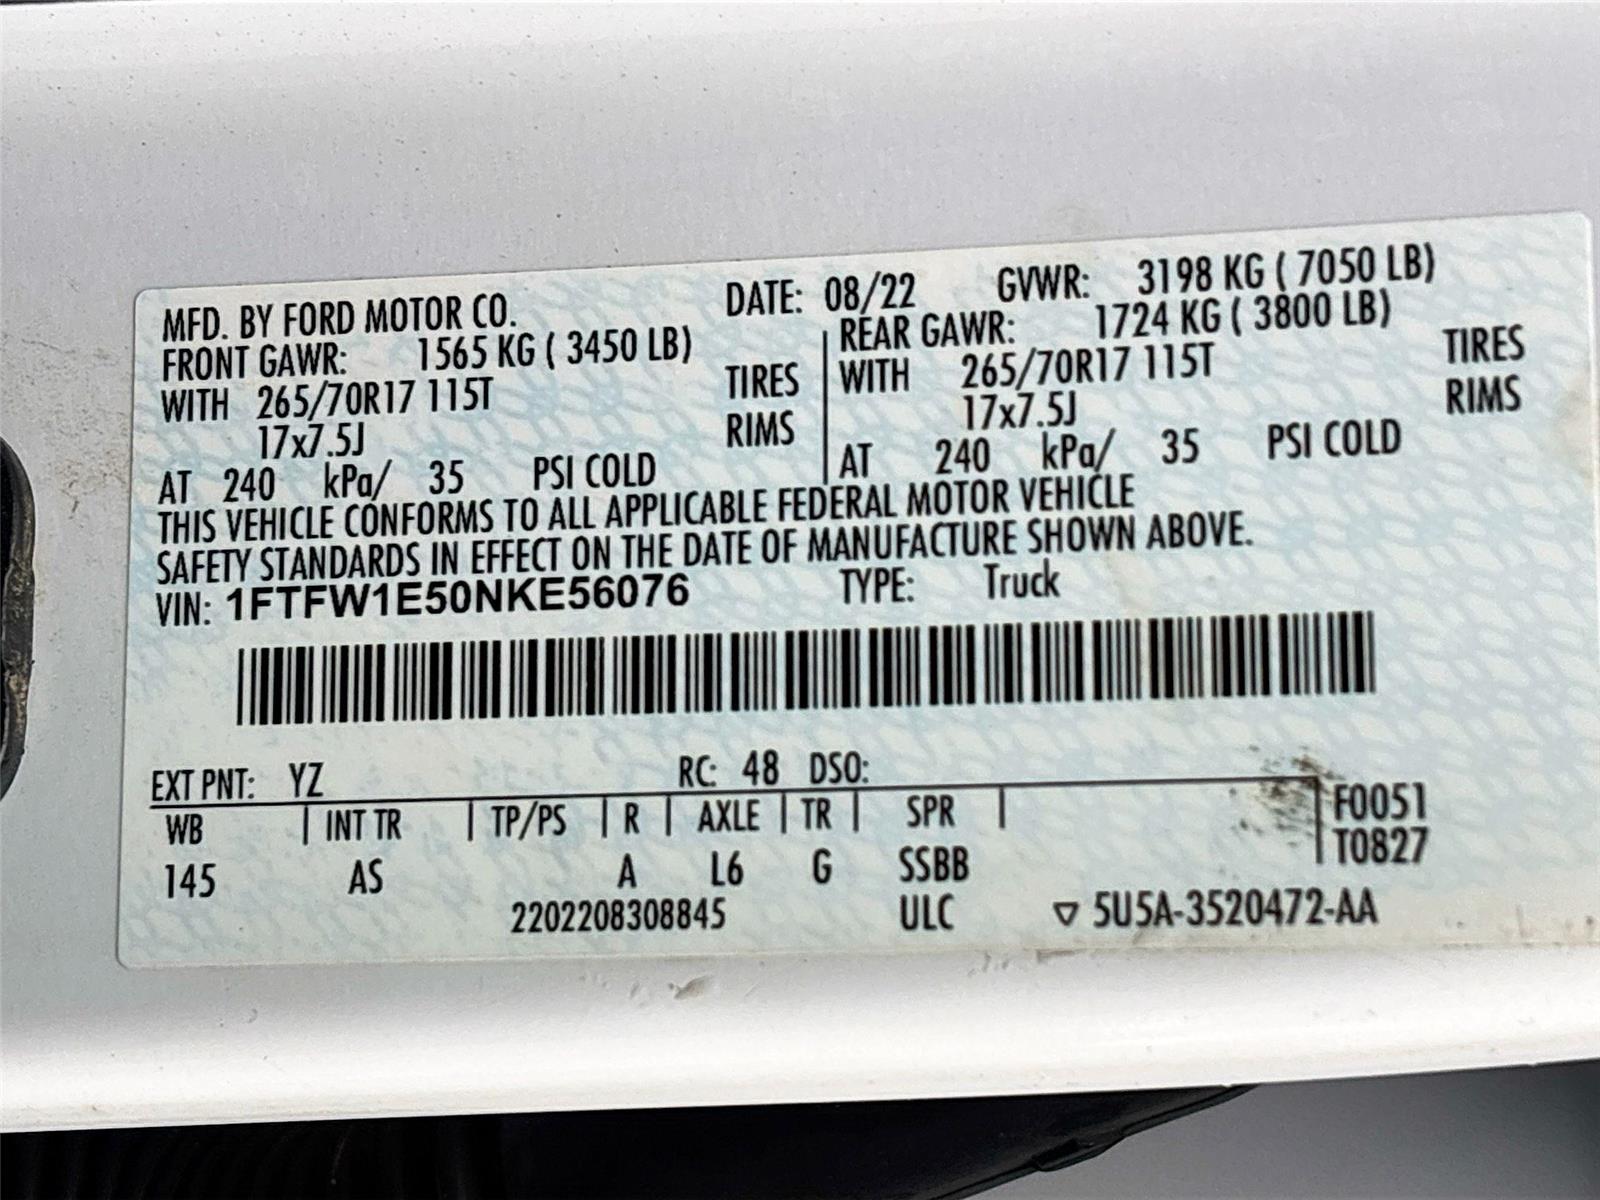 MFD. BY FORD MOTOR CO. DATE: 08/22 GVWR: 3198 KG ( 7050 LB)
FRONT GAWR: 1565 KG ( 3450 LB) REAR GAWR: 1724 KG ( 3800 LB)
WITH 265/70R17 115T TIRES WITH 265/70R17 115T TIRES
17x7.5J RIMS 17x7.5J RIMS
AT 240 kPa/ 35 PSI COLD AT 240 kPa/ 35 PSI COLD
THIS VEHICLE CONFORMS TO ALL APPLICABLE FEDERAL MOTOR VEHICLE
SAFETY STANDARDS IN EFFECT ON THE DATE OF MANUFACTURE SHOWN ABOVE.
VIN: 1FTFW1E50NKE56076 TYPE: Truck
EXT PNT: YZ RC: 48 DSO:
WB INT TR TP/PS R AXLE TR SPR F0051
T0827
145 AS A L6 G SSBB
2202208308845 ULC ▽ 5U5A-3520472-AA